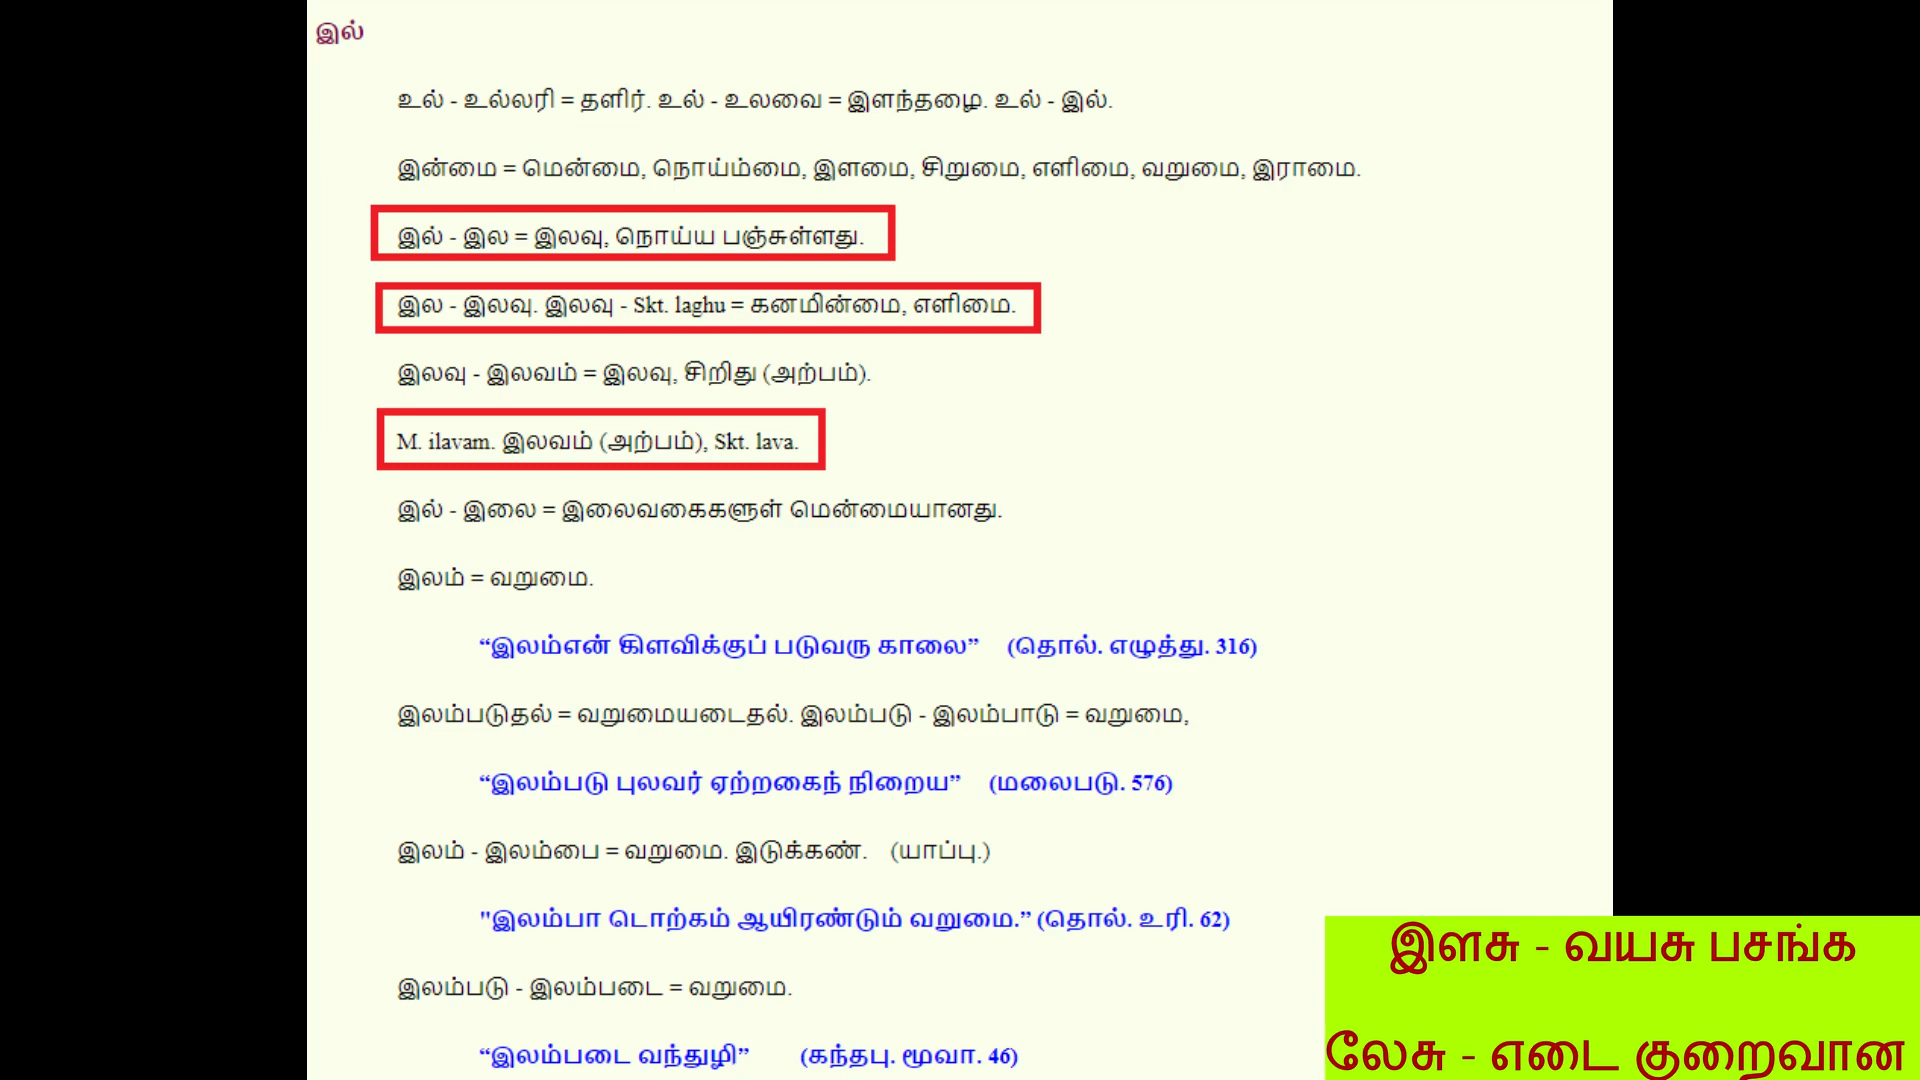 இல்
உல் - உல்லரி = தளிர். உல் - உலவை = இளந்தழை. உல் - இல்.
இன்மை = மென்மை, நொய்ம்மை, இளமை, சிறுமை, எளிமை, வறுமை, இராமை.
இல் - இல = இலவு, நொய்ய பஞ்சுள்ளது.
இல - இலவு. இலவு - Skt. laghu = கனமின்மை, எளிமை.
இலவு - இலவம் = இலவு, சிறிது (அற்பம்).
M. ilavam. இலவம் (அற்பம்), Skt. lava.
இல் - இலை = இலைவகைகளுள் மென்மையானது.
இலம் = வறுமை.
“இலம்என் கிளவிக்குப் படுவரு காலை” (தொல். எழுத்து. 316)
இலம்படுதல் = வறுமையடைதல். இலம்படு - இலம்பாடு = வறுமை,
“இலம்படு புலவர் ஏற்றகைந் நிறைய” (மலைபடு. 576)
இலம் - இலம்பை = வறுமை. இடுக்கண். (யாப்பு.)
"இலம்பா டொற்கம் ஆயிரண்டும் வறுமை.” (தொல். உரி. 62)
இலம்படு - இலம்படை = வறுமை.
“இலம்படை வந்துழி” (கந்தபு. மூவா. 46)
இளசு - வயசு பசங்க
லேசு - எடை குறைவான